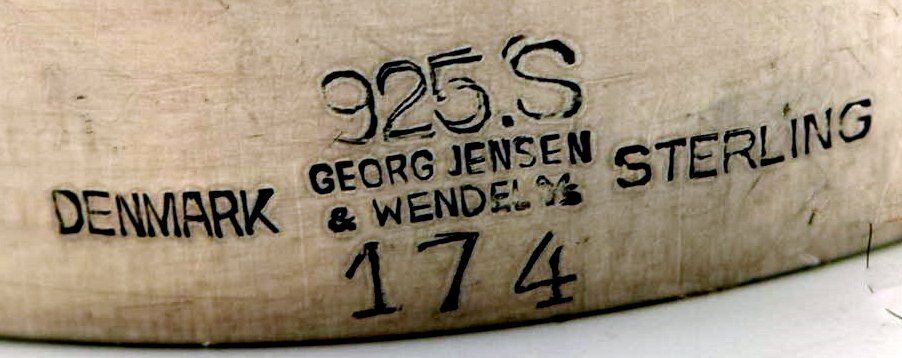 925.S
GEORG JENSEN
DENMARK & WENDEL A/S STERLING
174